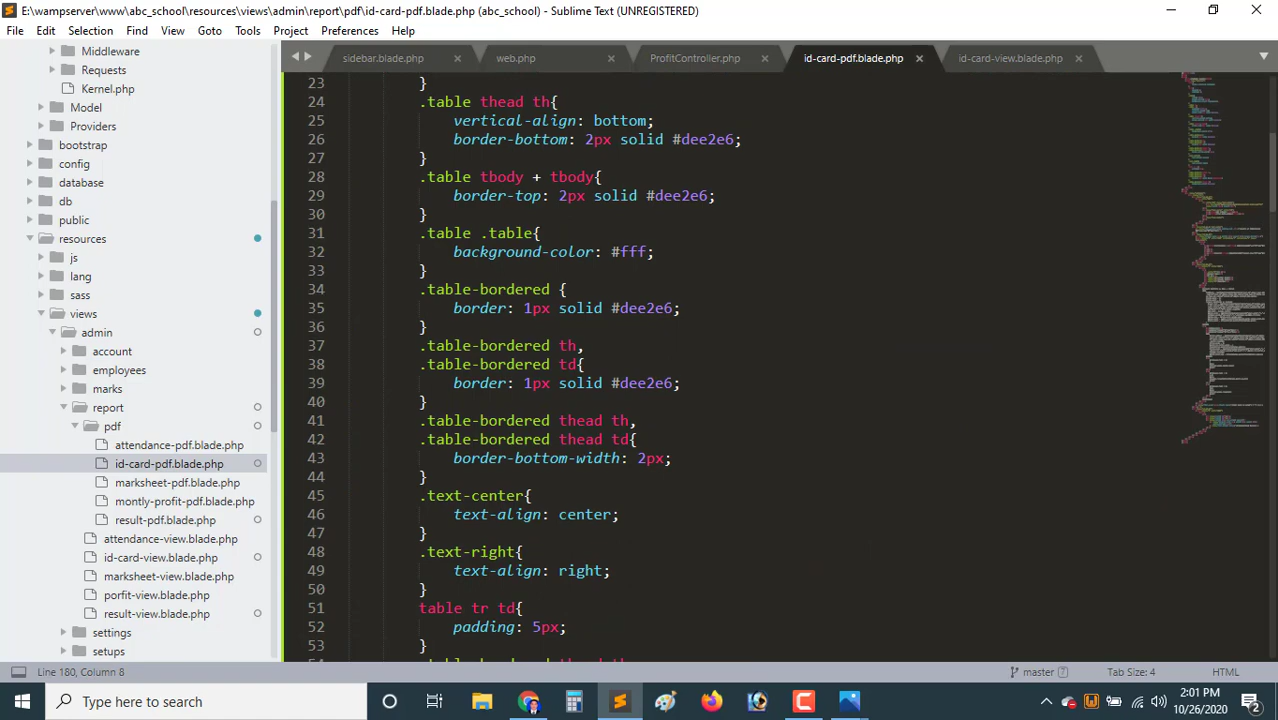 E:\wampserver\www\abc_school\resources\views\admin\report\pdf\id-card-pdf.blade.php (abc_school) - Sublime Text (UNREGISTERED)
File Edit Selection Find View Goto Tools Project Preferences Help
Middleware
Requests
Kernel.php
Model
Providers
bootstrap
config
database
db
public
resources
js
lang
sass
views
admin
account
employees
marks
report
pdf
attendance-pdf.blade.php
id-card-pdf.blade.php
marksheet-pdf.blade.php
montly-profit-pdf.blade.php
result-pdf.blade.php
attendance-view.blade.php
id-card-view.blade.php
marksheet-view.blade.php
porfit-view.blade.php
result-view.blade.php
settings
setups
sidebar.blade.php web.php ProfitController.php id-card-pdf.blade.php id-card-view.blade.php
23 }
24 .table thead th{
25 vertical-align: bottom;
26 border-bottom: 2px solid #dee2e6;
27 }
28 .table tbody + tbody{
29 border-top: 2px solid #dee2e6;
30 }
31 .table .table{
32 background-color: #fff;
33 }
34 .table-bordered {
35 border: 1px solid #dee2e6;
36 }
37 .table-bordered th,
38 .table-bordered td{
39 border: 1px solid #dee2e6;
40 }
41 .table-bordered thead th,
42 .table-bordered thead td{
43 border-bottom-width: 2px;
44 }
45 .text-center{
46 text-align: center;
47 }
48 .text-right{
49 text-align: right;
50 }
51 table tr td{
52 padding: 5px;
53 }
Line 180, Column 8 master ? Tab Size: 4 HTML
Type here to search
2:01 PM
10/26/2020
2